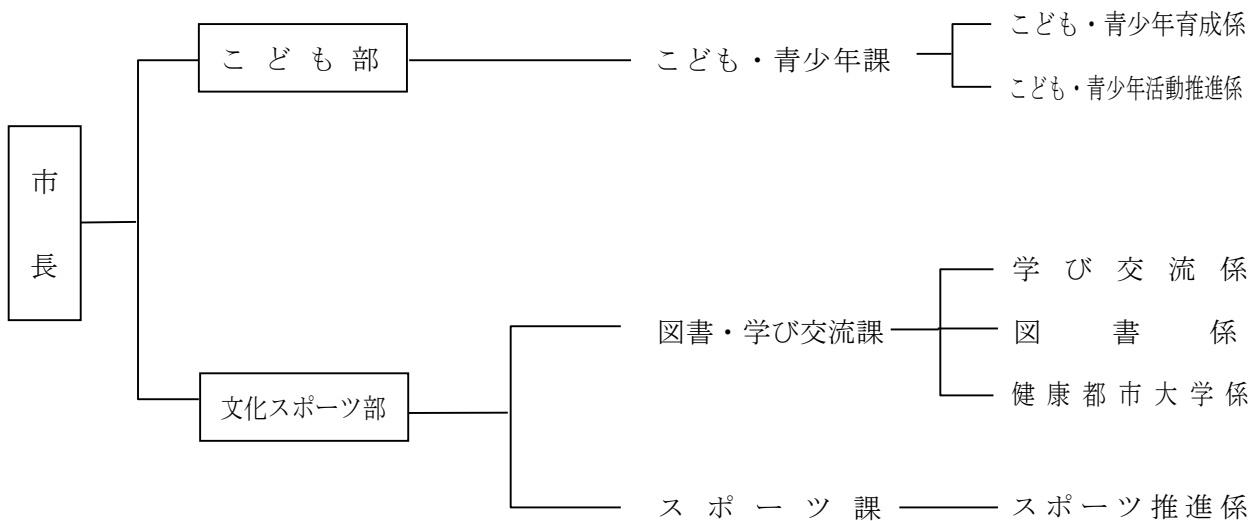 市長
こども部
こども・青少年課
こども・青少年育成係
こども・青少年活動推進係
文化スポーツ部
図書・学び交流課
学び交流係
図書係
健康都市大学係
スポーツ課
スポーツ推進係